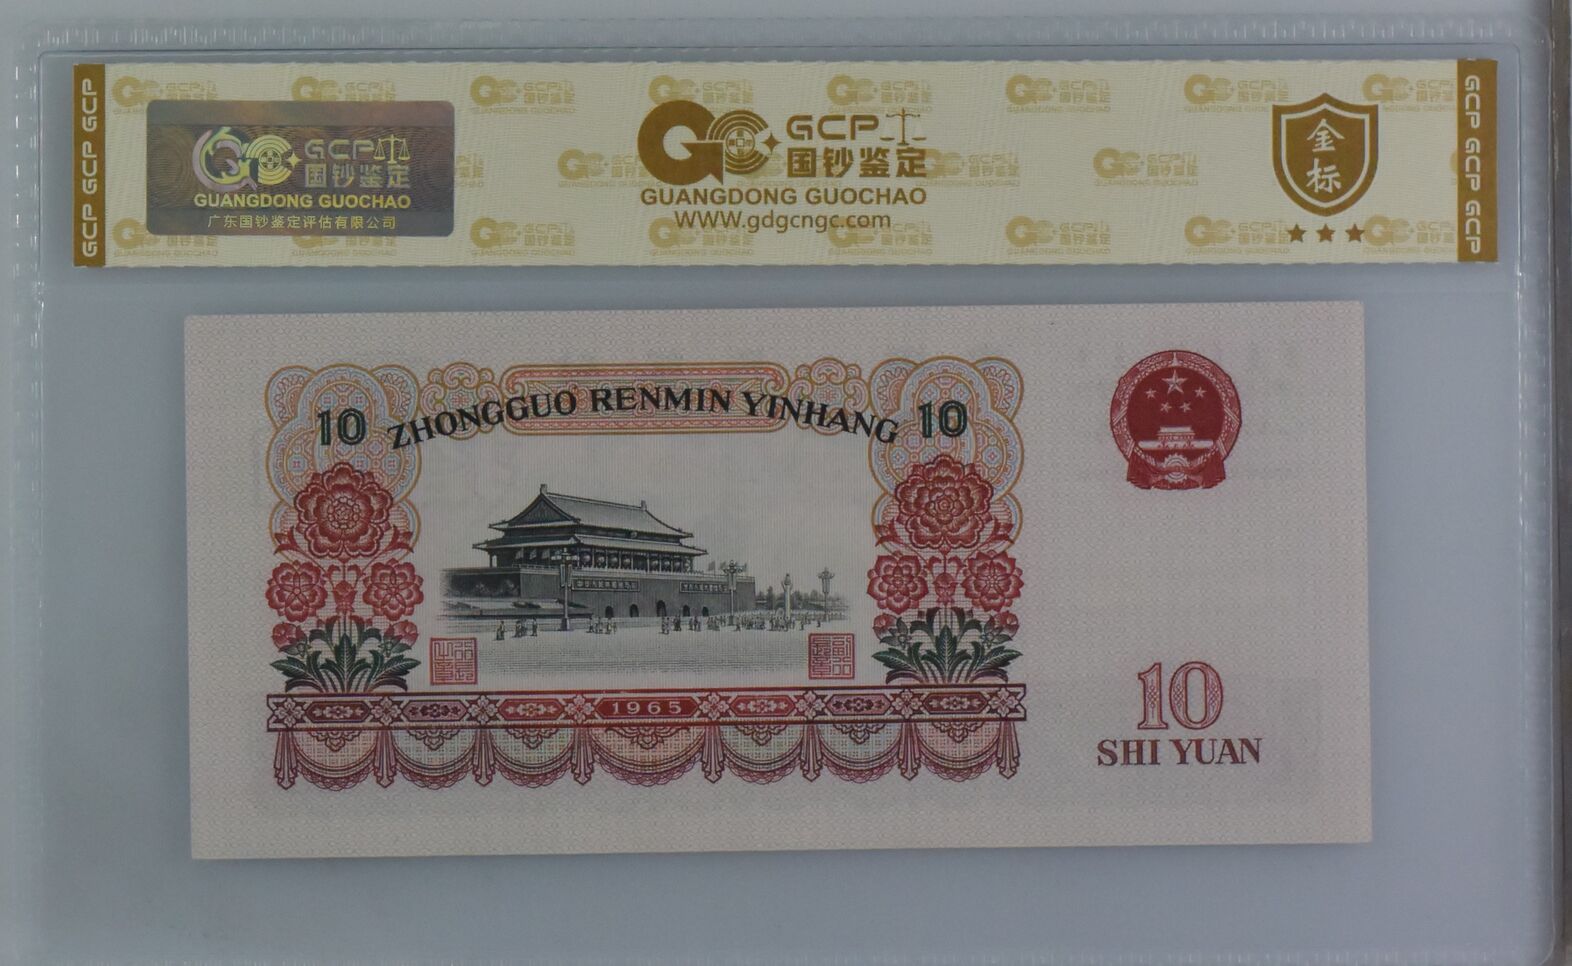 GCP GCP GCP
GCP
国钞鉴定
GUANGDONG GUOCHAO
广东国钞鉴定评估有限公司
GCP
国钞鉴定
GUANGDONG GUOCHAO
WWW.gdgcngc.com
金
标
GCP GCP GCP
10 ZHONGGUO RENMIN YINHANG 10
1965
10
SHI YUAN